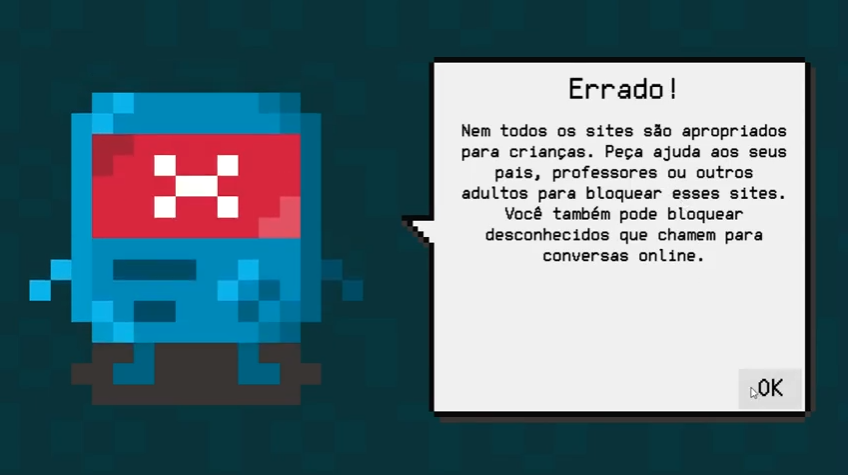 Errado!
Nem todos os sites são apropriados
para crianças. Peça ajuda aos seus
pais, professores ou outros
adultos para bloquear esses sites.
Você também pode bloquear
desconhecidos que chamem para
conversas online.
OK